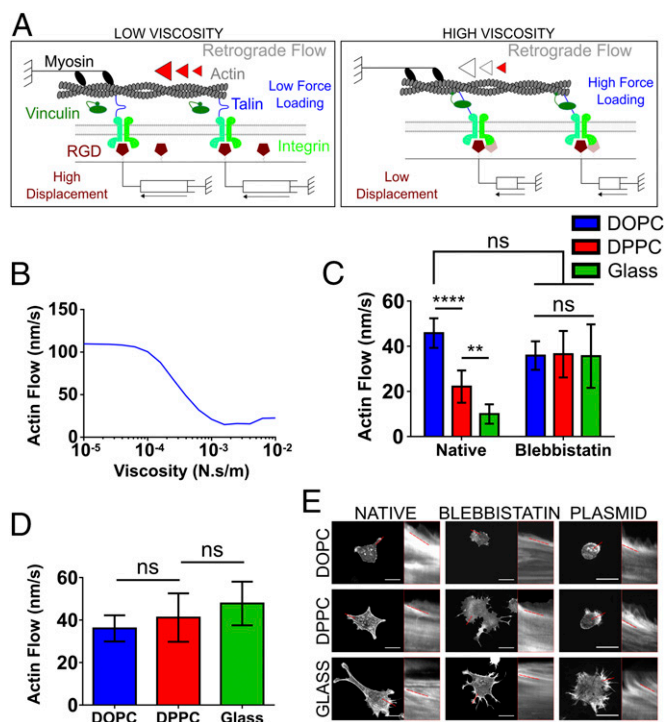 A
LOW VISCOSITY
HIGH VISCOSITY
Myosin
Retrograde Flow
Actin
Low Force
Loading
Vinculin
Talin
RGD
Integrin
High
Displacement
Retrograde Flow
High Force
Loading
Low
Displacement
DOPC
DPPC
Glass
B
Actin Flow (nm/s)
150
100
50
0
10-5
10-4
10-3
10-2
Viscosity (N.s/m)
C
Actin Flow (nm/s)
60
40
20
0
ns
****
**
ns
Native
Blebbistatin
D
Actin Flow (nm/s)
60
40
20
0
ns
ns
DOPC
DPPC
Glass
E
NATIVE
BLEBBISTATIN
PLASMID
DOPC
DPPC
GLASS